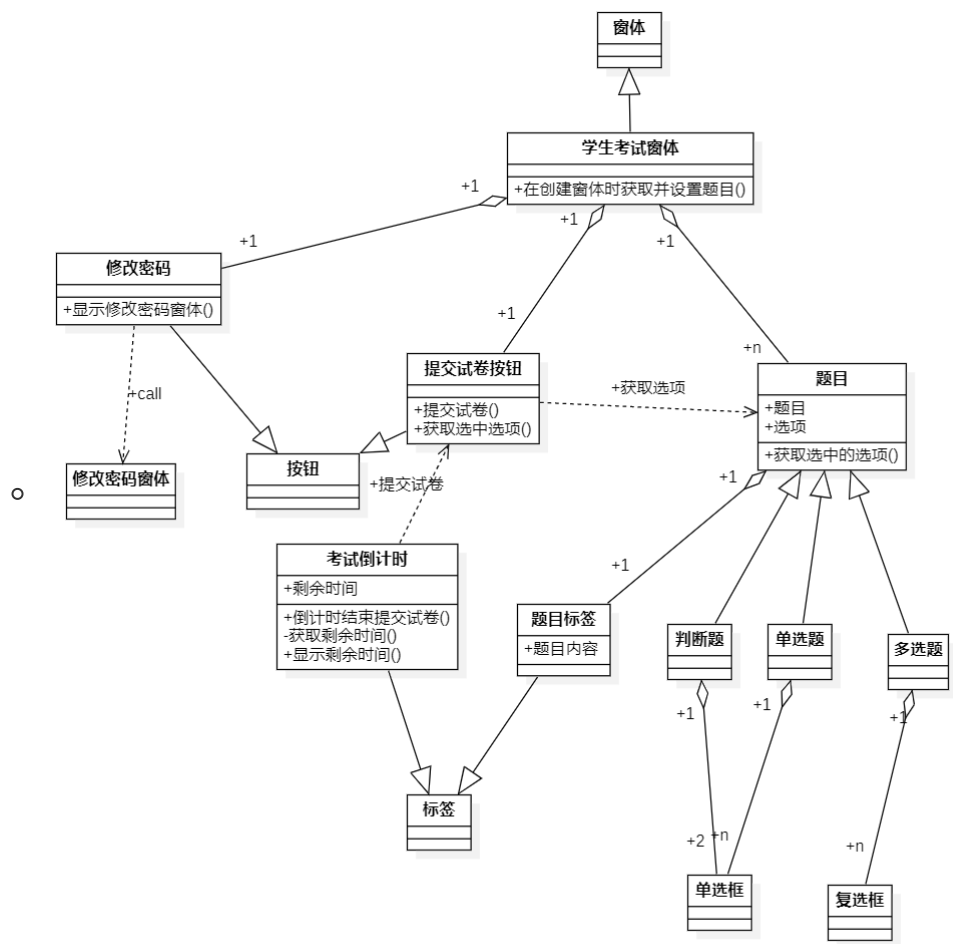 窗体
学生考试窗体
+在创建窗体时获取并设置题目()
+1
+1
+1
+1
修改密码
+显示修改密码窗体()
+1
+n
提交试卷按钮
+提交试卷()
+获取选中选项()
+获取选项
题目
+题目
+选项
+获取选中的选项()
+call
修改密码窗体
按钮
+提交试卷
+1
+1
考试倒计时
+剩余时间
+倒计时结束提交试卷()
-获取剩余时间()
+显示剩余时间()
题目标签
+题目内容
判断题
单选题
多选题
+1
+1
+1
标签
+2
+n
+n
单选框
复选框